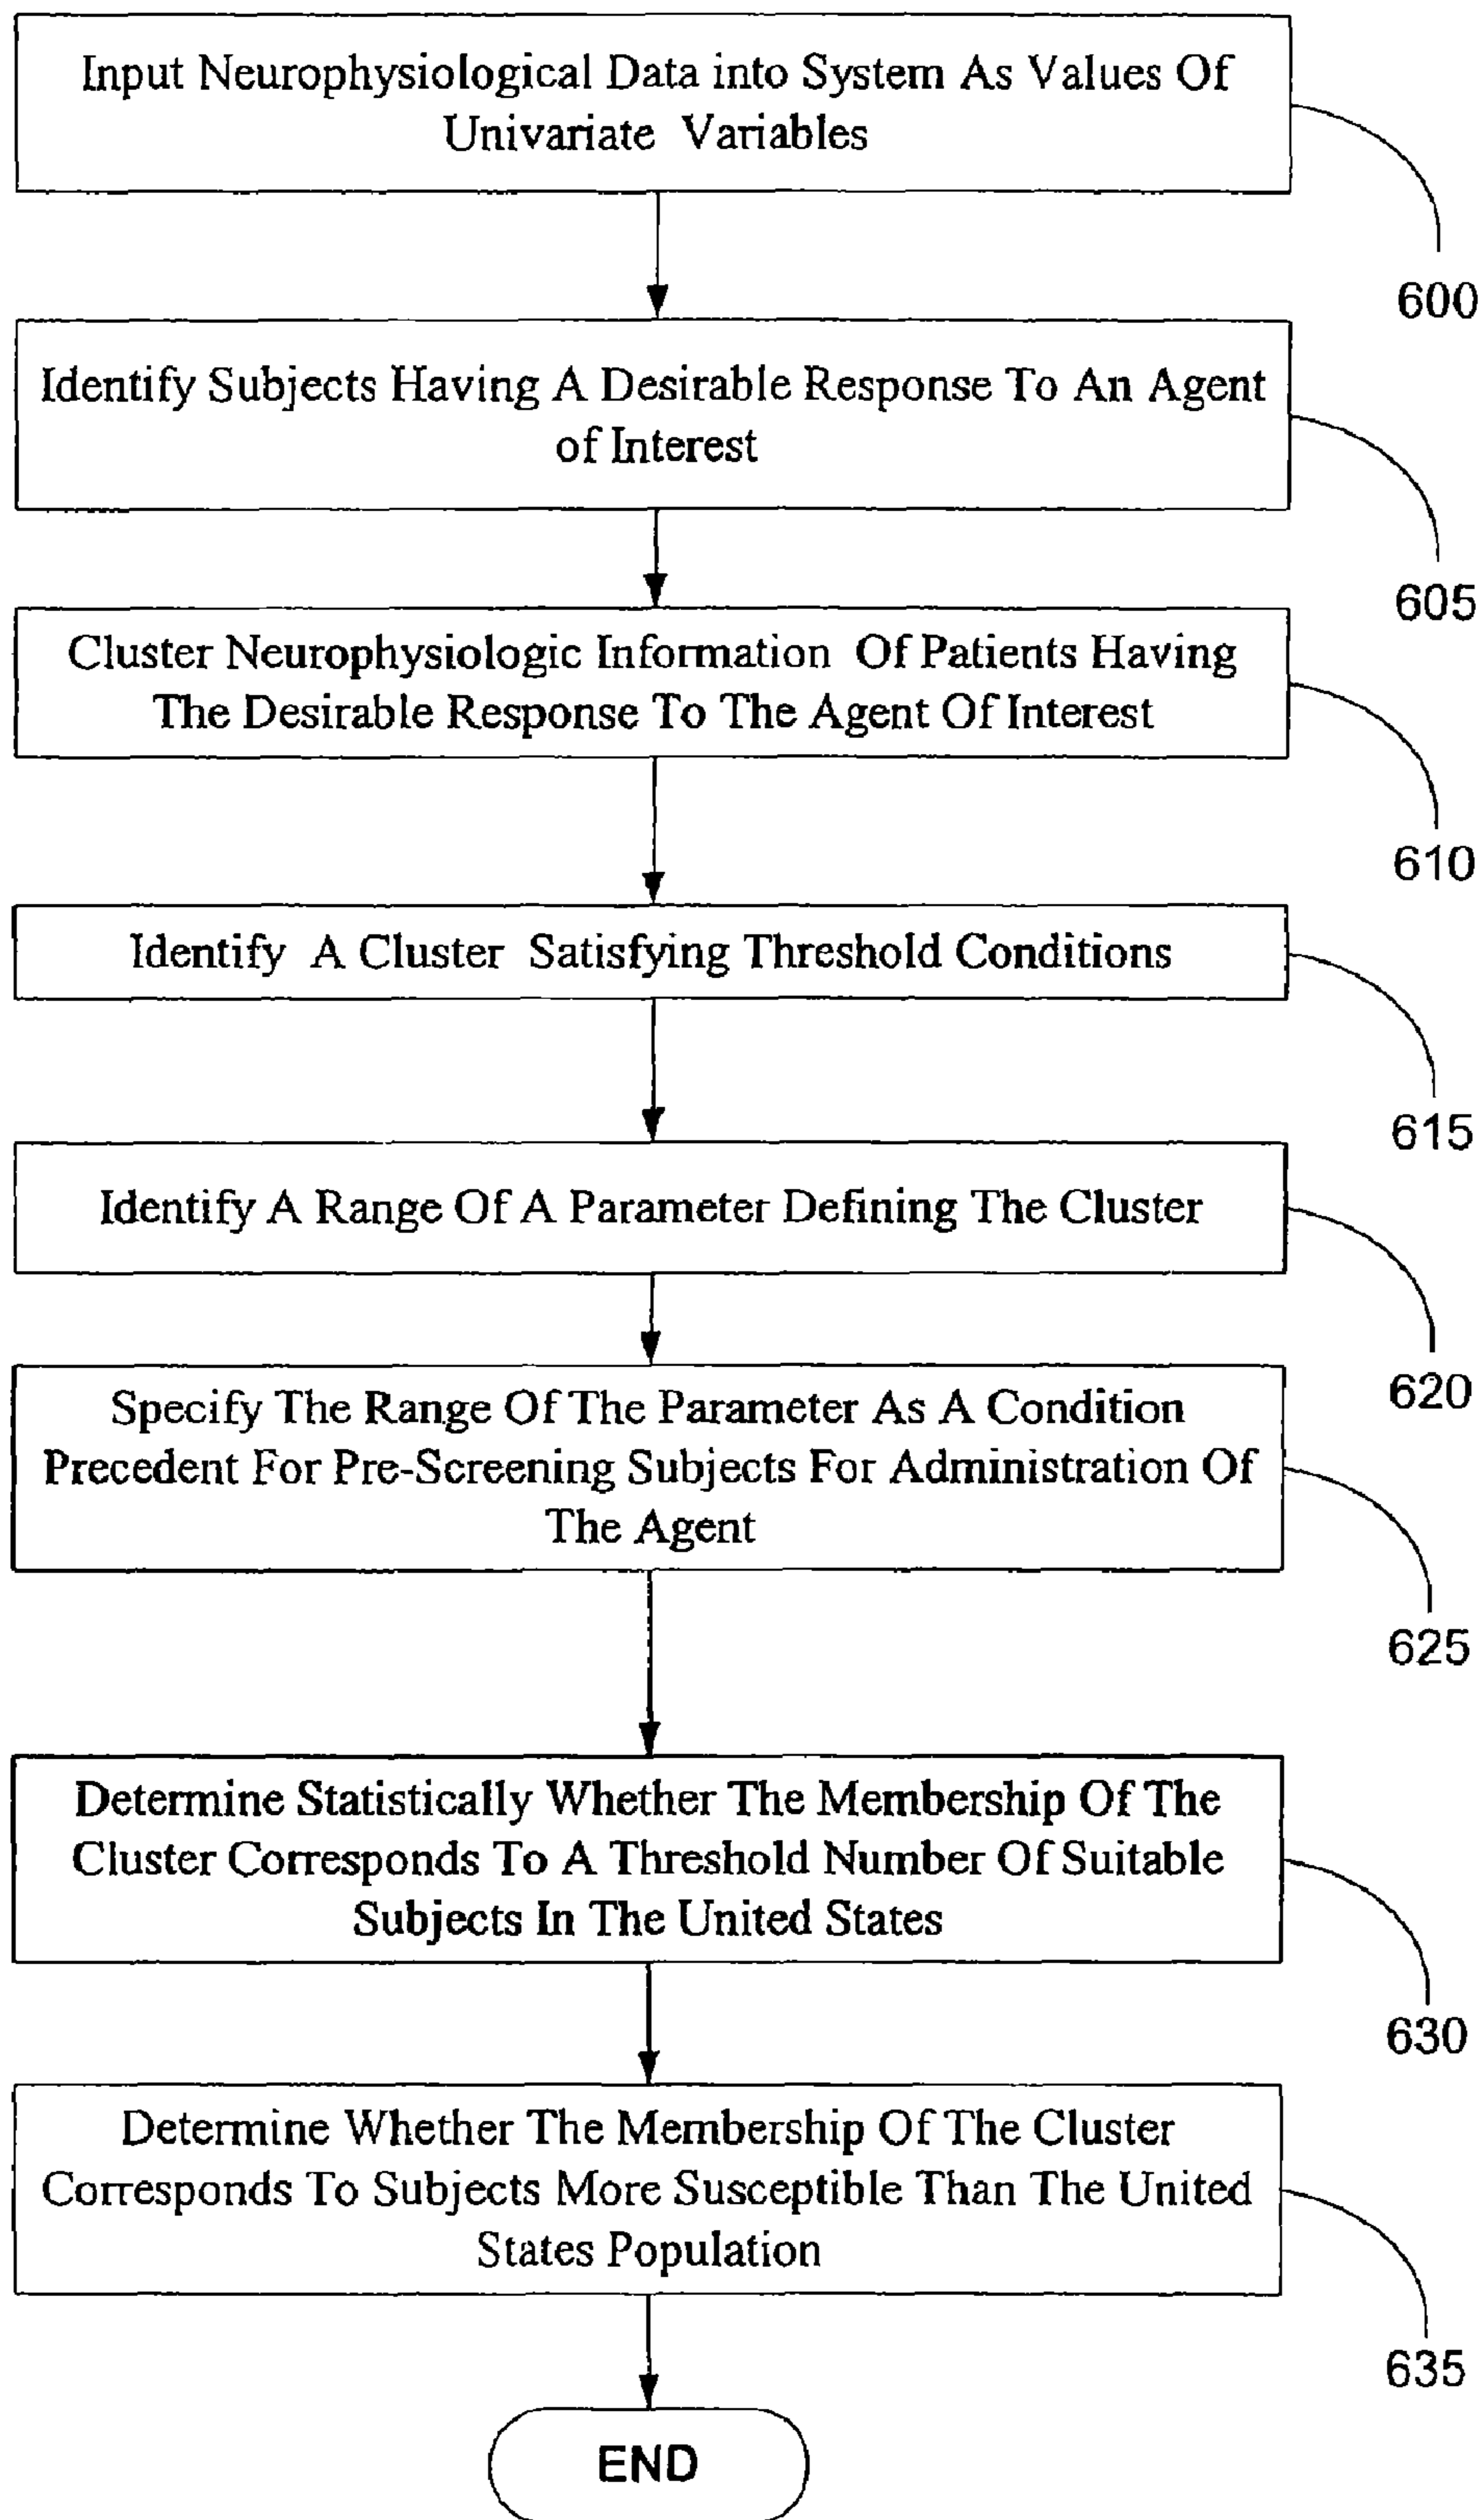 Input Neurophysiological Data into System As Values Of
Univariate Variables
600
Identify Subjects Having A Desirable Response To An Agent
of Interest
605
Cluster Neurophysiologic Information Of Patients Having
The Desirable Response To The Agent Of Interest
610
Identify A Cluster Satisfying Threshold Conditions
615
Identify A Range Of A Parameter Defining The Cluster
620
Specify The Range Of The Parameter As A Condition
Precedent For Pre-Screening Subjects For Administration Of
The Agent
625
Determine Statistically Whether The Membership Of The
Cluster Corresponds To A Threshold Number Of Suitable
Subjects In The United States
630
Determine Whether The Membership Of The Cluster
Corresponds To Subjects More Susceptible Than The United
States Population
635
END